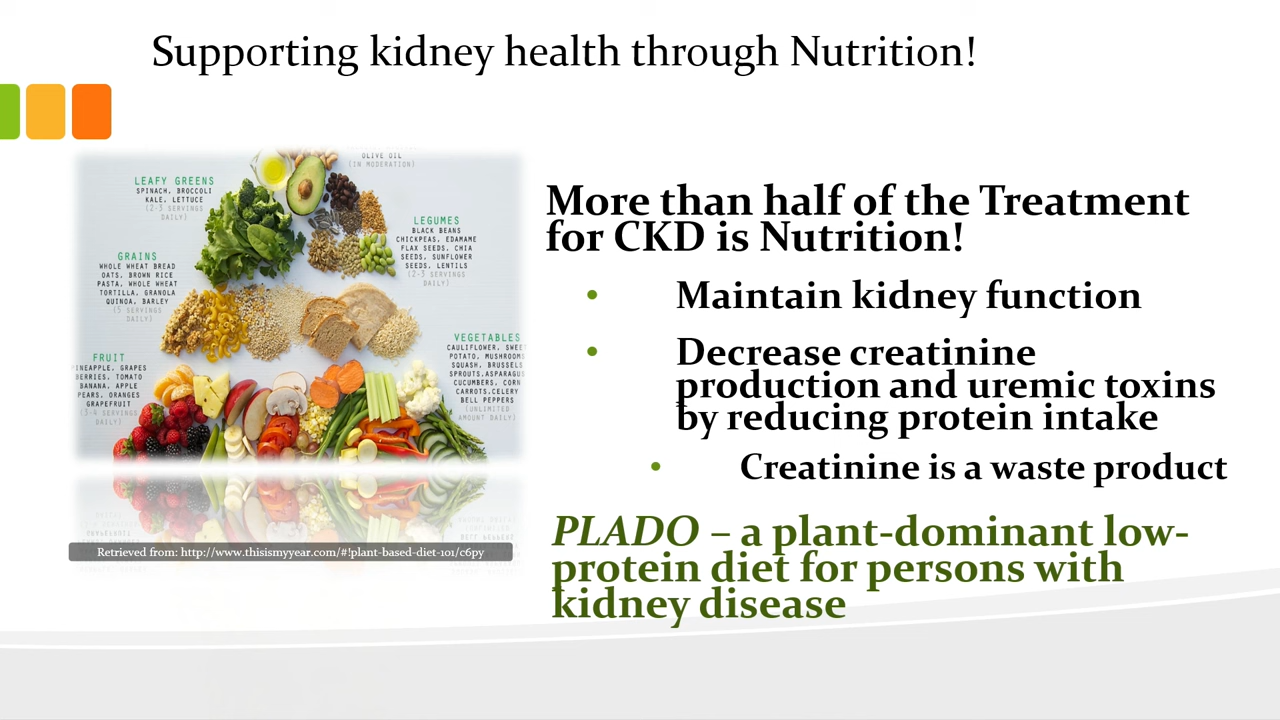 Supporting kidney health through Nutrition!
OLIVE OIL
(IN MODERATION)
LEAFY GREENS
SPINACH, BROCCOLI
KALE, LETTUCE
(2-3 SERVINGS
DAILY)
LEGUMES
BLACK BEANS
CHICKPEAS, EDAMAME
FLAX SEEDS, CHIA
SEEDS, SUNFLOWER
SEEDS, LENTILS
(2-3 SERVINGS
DAILY)
GRAINS
WHOLE WHEAT BREAD
OATS, BROWN RICE
PASTA, WHOLE WHEAT
TORTILLA, GRANOLA
QUINOA, BARLEY
(5 SERVINGS
DAILY)
VEGETABLES
CAULIFLOWER, SWEET
POTATO, MUSHROOMS
SQUASH, BRUSSELS
SPROUTS, ASPARAGUS
CUCUMBERS, CORN
CARROTS, CELERY
BELL PEPPERS
(UNLIMITED
AMOUNT DAILY)
FRUIT
PINEAPPLE, GRAPES
BERRIES, TOMATO
BANANA, APPLE
PEARS, ORANGES
GRAPEFRUIT
(3-4 SERVINGS
DAILY)
Retrieved from: http://www.thisismyyear.com/#!plant-based-diet-101/c6py
More than half of the Treatment
for CKD is Nutrition!
• Maintain kidney function
• Decrease creatinine
production and uremic toxins
by reducing protein intake
• Creatinine is a waste product
PLADO – a plant-dominant low-
protein diet for persons with
kidney disease